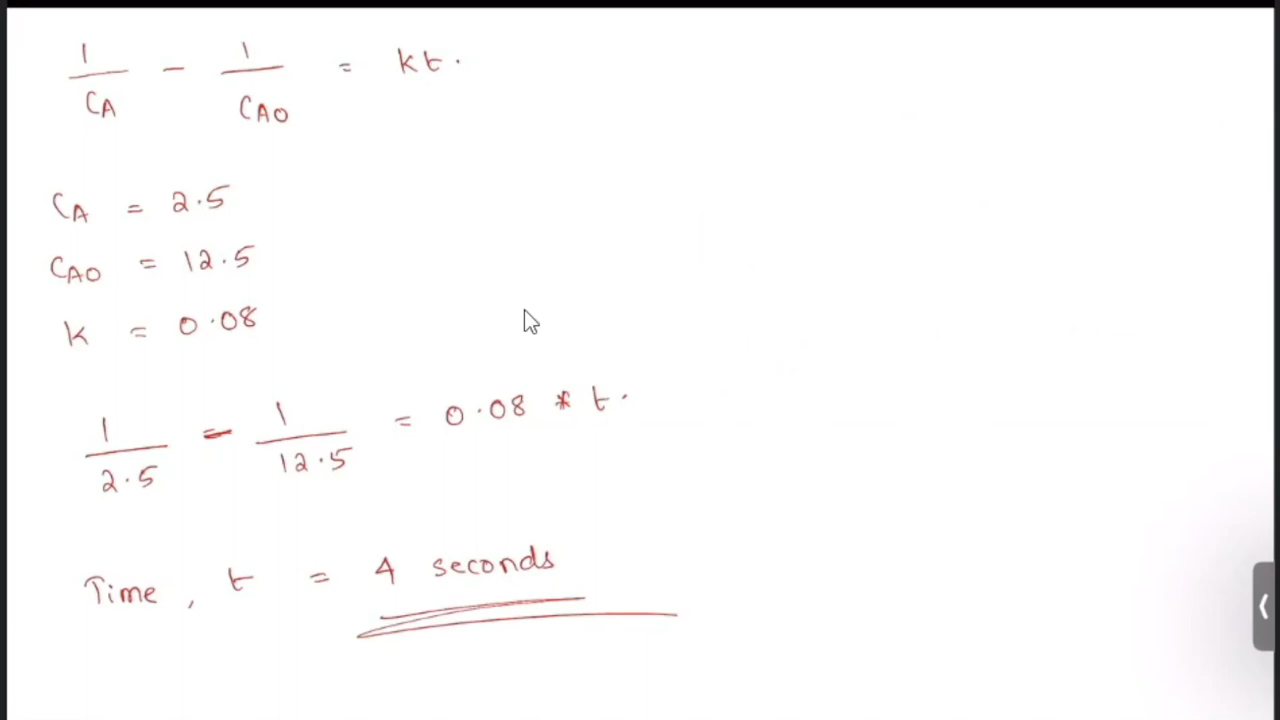 1/CA - 1/CAO = kt.
CA = 2.5
CAO = 12.5
k = 0.08
1/2.5 - 1/12.5 = 0.08 * t.
Time, t = 4 seconds